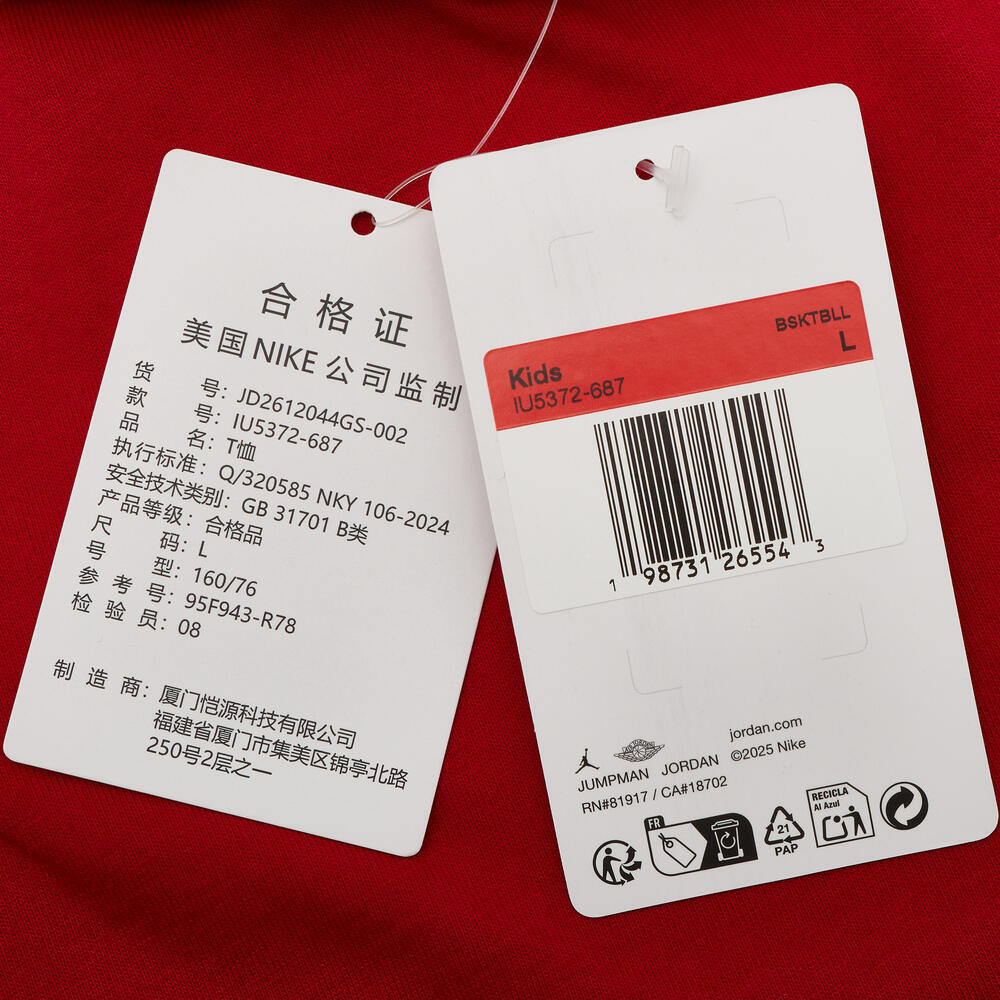 合格证
美国NIKE公司监制
货号: JD2612044GS-002
款号: IU5372-687
品名: T恤
执行标准: Q/320585 NKY 106-2024
安全技术类别: GB 31701 B类
产品等级: 合格品
尺码: L
号型: 160/76
参考号: 95F943-R78
检验员: 08
制造商: 厦门恺源科技有限公司
福建省厦门市集美区锦亭北路
250号2层之一
BSKTBLL
Kids L
IU5372-687
1 98731 26554 3
jordan.com
JUMPMAN JORDAN ©2025 Nike
RN#81917 / CA#18702
FR
21
PAP
RECICLA
Al Azul